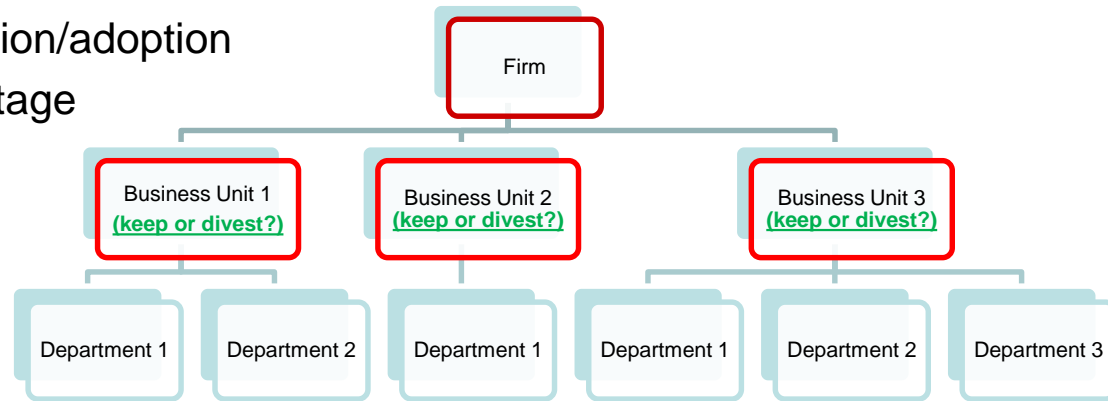 ion/adoption
tage
Firm
Business Unit 1
(keep or divest?)
Business Unit 2
(keep or divest?)
Business Unit 3
(keep or divest?)
Department 1
Department 2
Department 1
Department 1
Department 2
Department 3